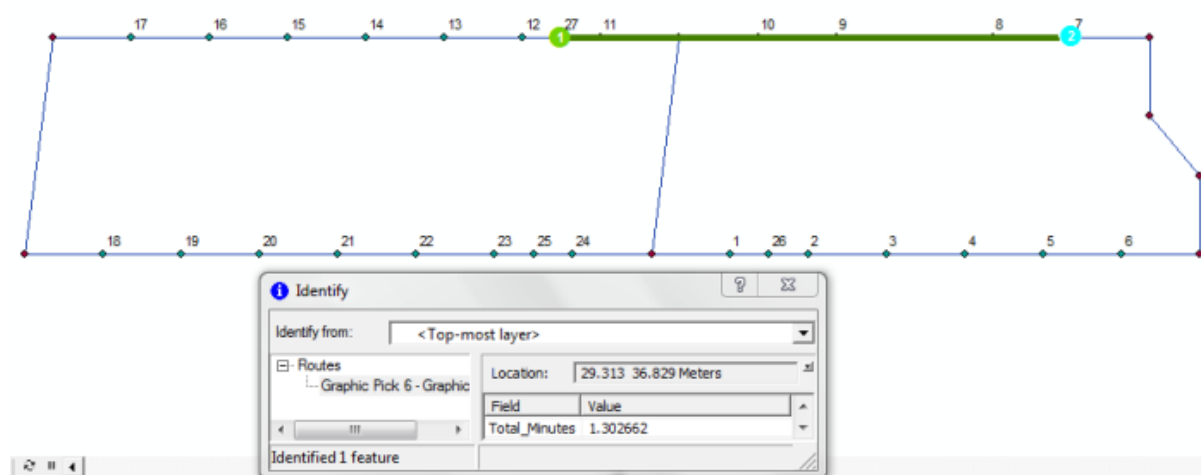 17 16 15 14 13 12 27 11 10 9 8 7
1 2
18 19 20 21 22 23 25 24 1 26 2 3 4 5 6
Identify
Identify from: <Top-most layer>
Routes
Graphic Pick 6 - Graphic
Location: 29.313 36.829 Meters
Field Value
Total_Minutes 1.302662
Identified 1 feature